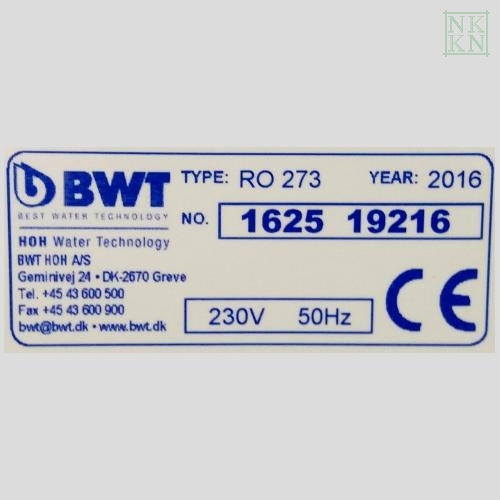 NK
KN
BWT
BEST WATER TECHNOLOGY
TYPE: RO 273 YEAR: 2016
NO. 1625 19216
HOH Water Technology
BWT HOH A/S
Geminivej 24 • DK-2670 Greve
Tel. +45 43 600 500
Fax +45 43 600 900
bwt@bwt.dk • www.bwt.dk
230V 50Hz
CE